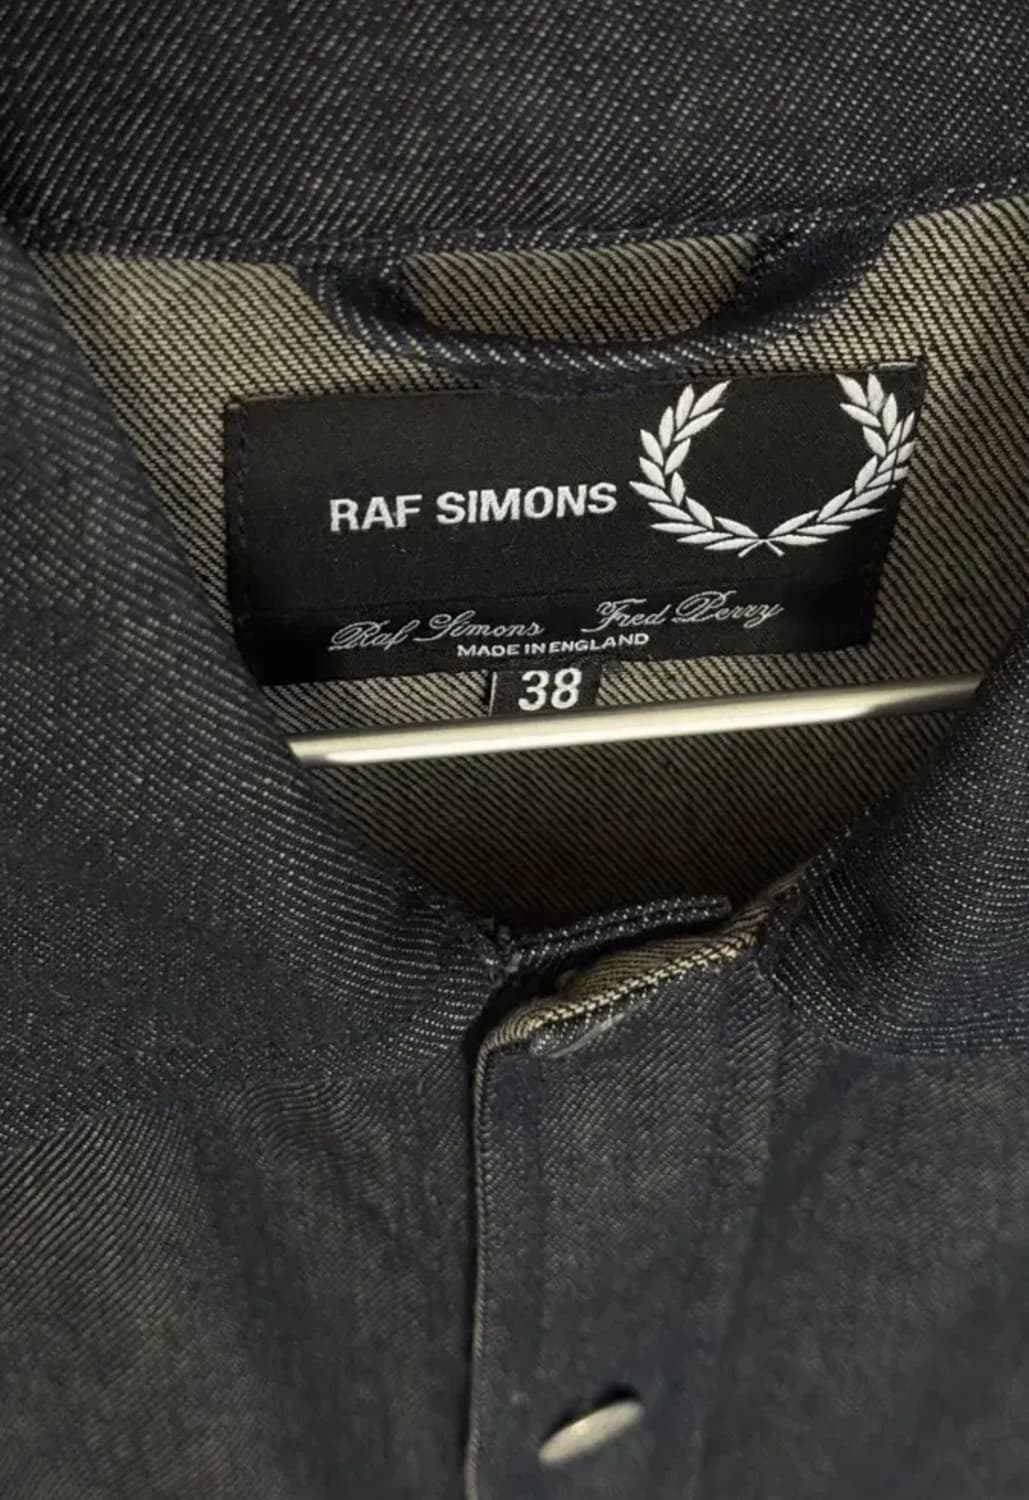 RAF SIMONS
Raf Simons Fred Perry
MADE IN ENGLAND
38